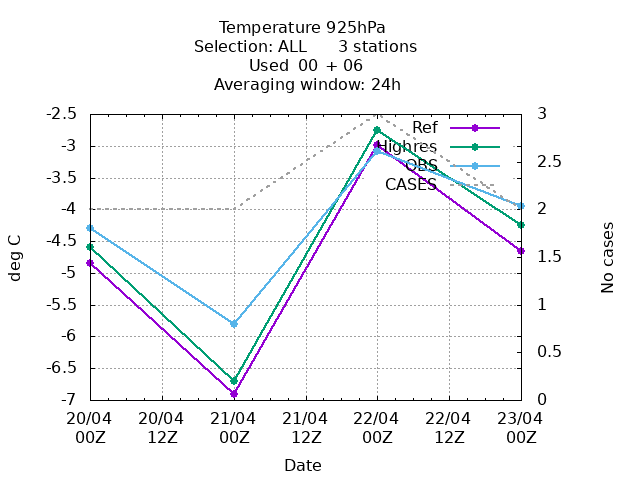 Temperature 925hPa
Selection: ALL 3 stations
Used 00 + 06
Averaging window: 24h
-2.5
-3
-3.5
-4
-4.5
-5
-5.5
-6
-6.5
-7
deg C
3
2.5
2
1.5
1
0.5
0
No cases
Ref
Highres
OBS
CASES
20/04 20/04 21/04 21/04 22/04 22/04 23/04
00Z 12Z 00Z 12Z 00Z 12Z 00Z
Date